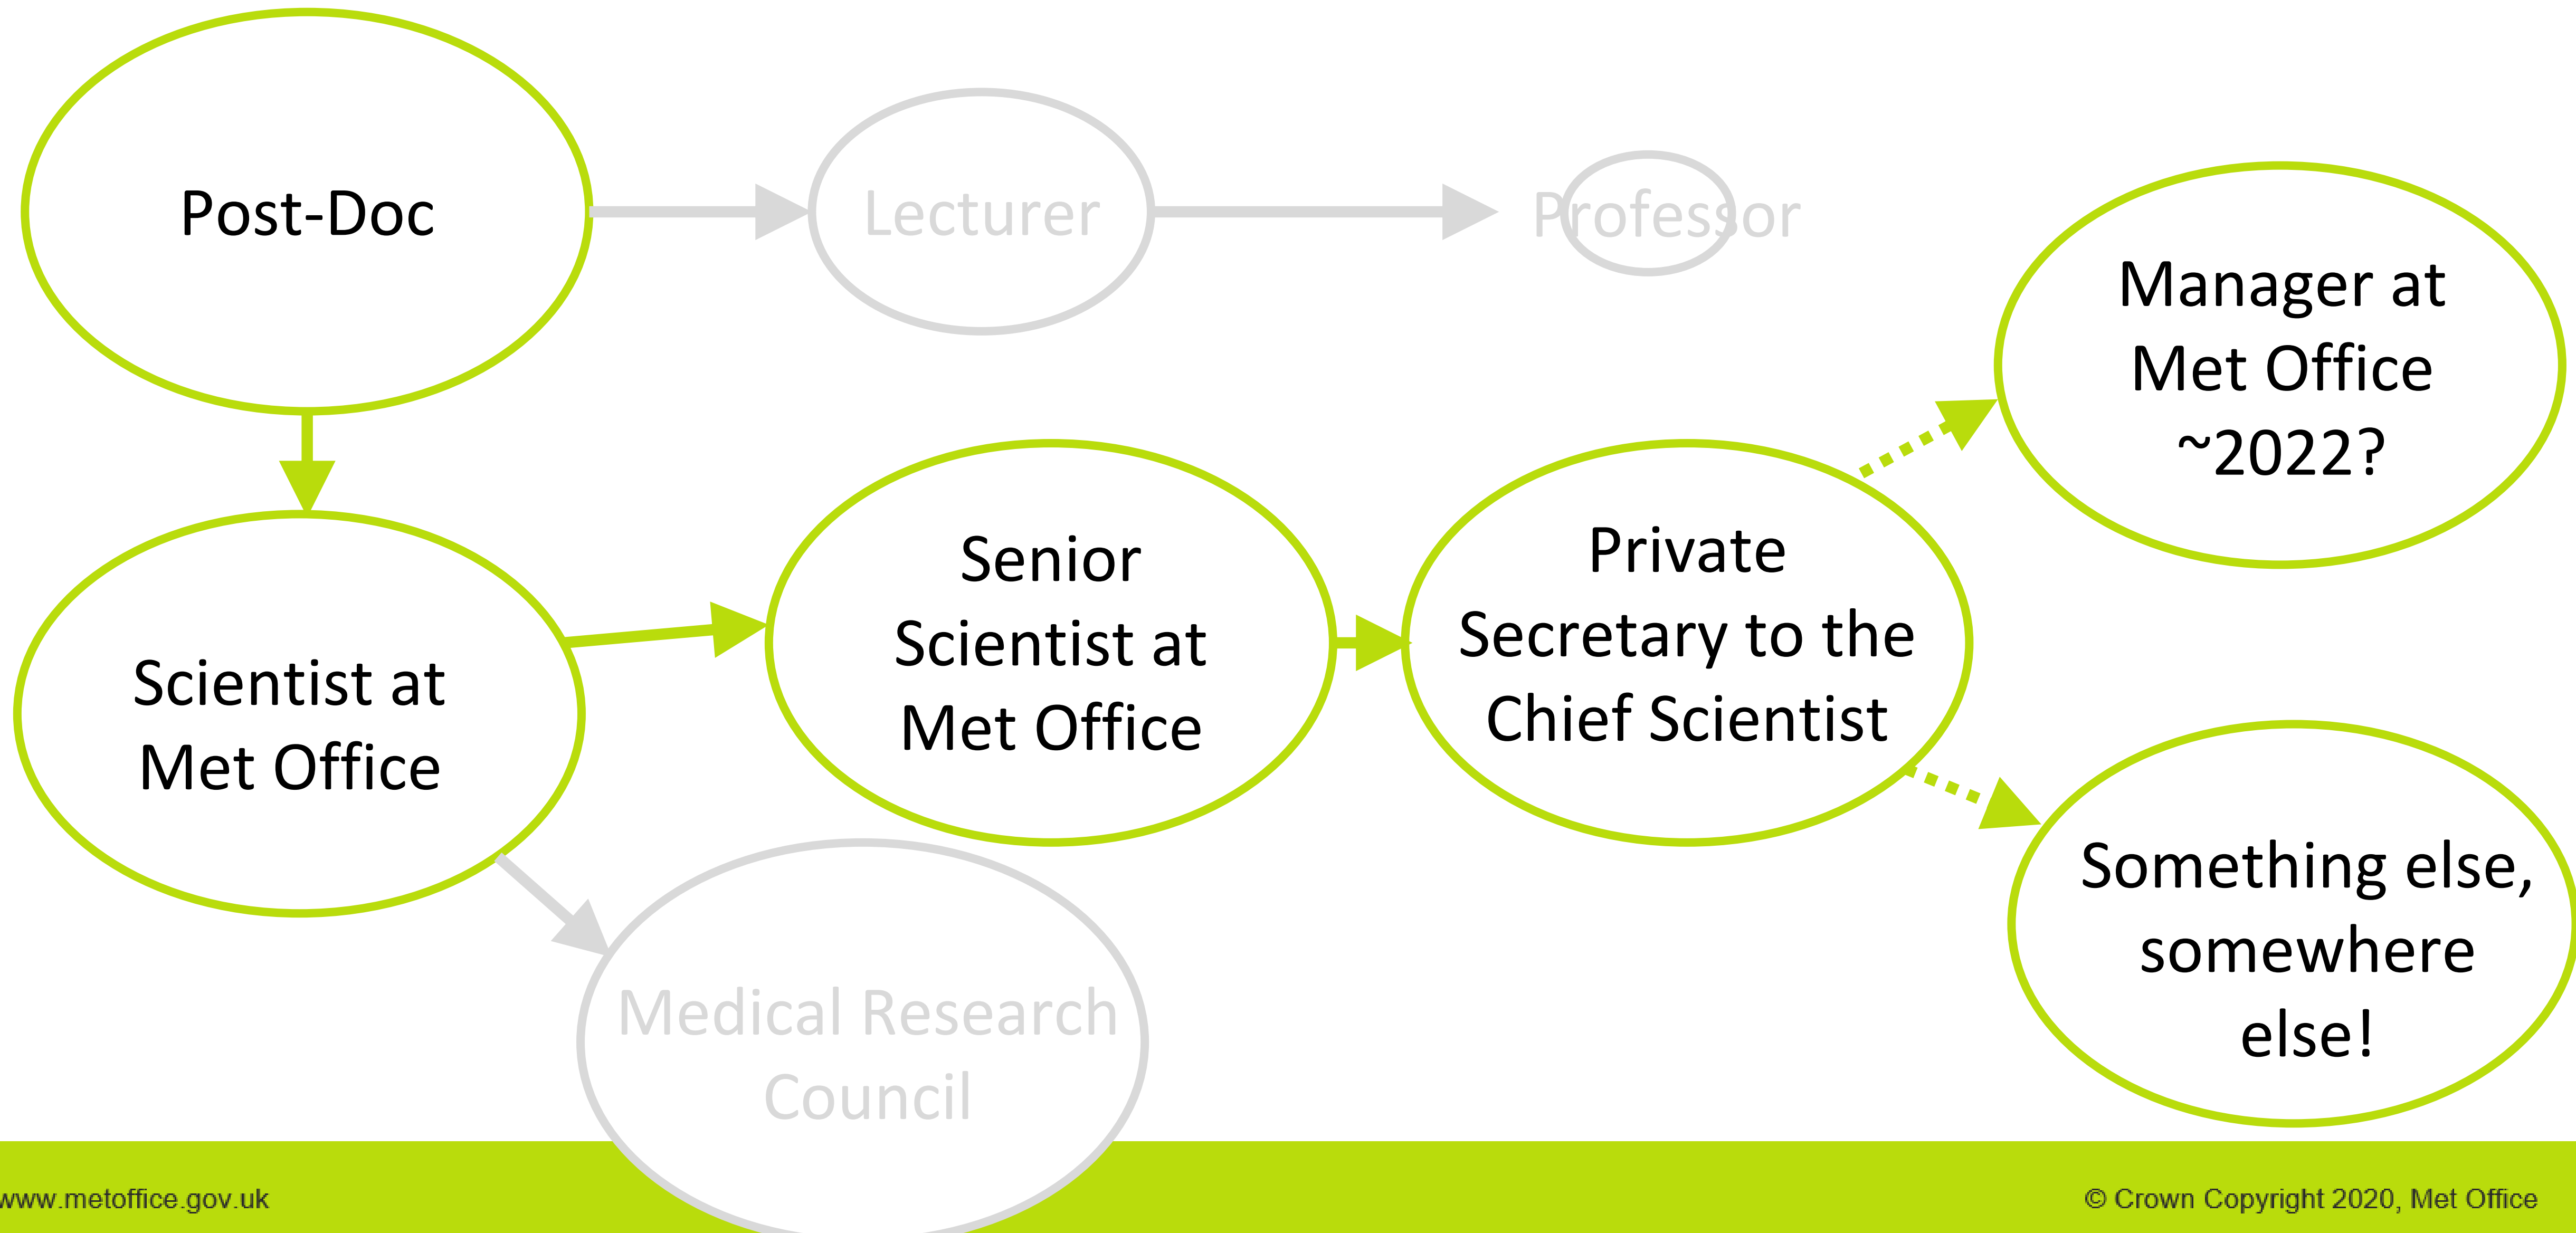 Post-Doc
Lecturer
Professor
Manager at
Met Office
~2022?
Scientist at
Met Office
Senior
Scientist at
Met Office
Private
Secretary to the
Chief Scientist
Something else,
somewhere
else!
Medical Research
Council
www.metoffice.gov.uk
© Crown Copyright 2020, Met Office